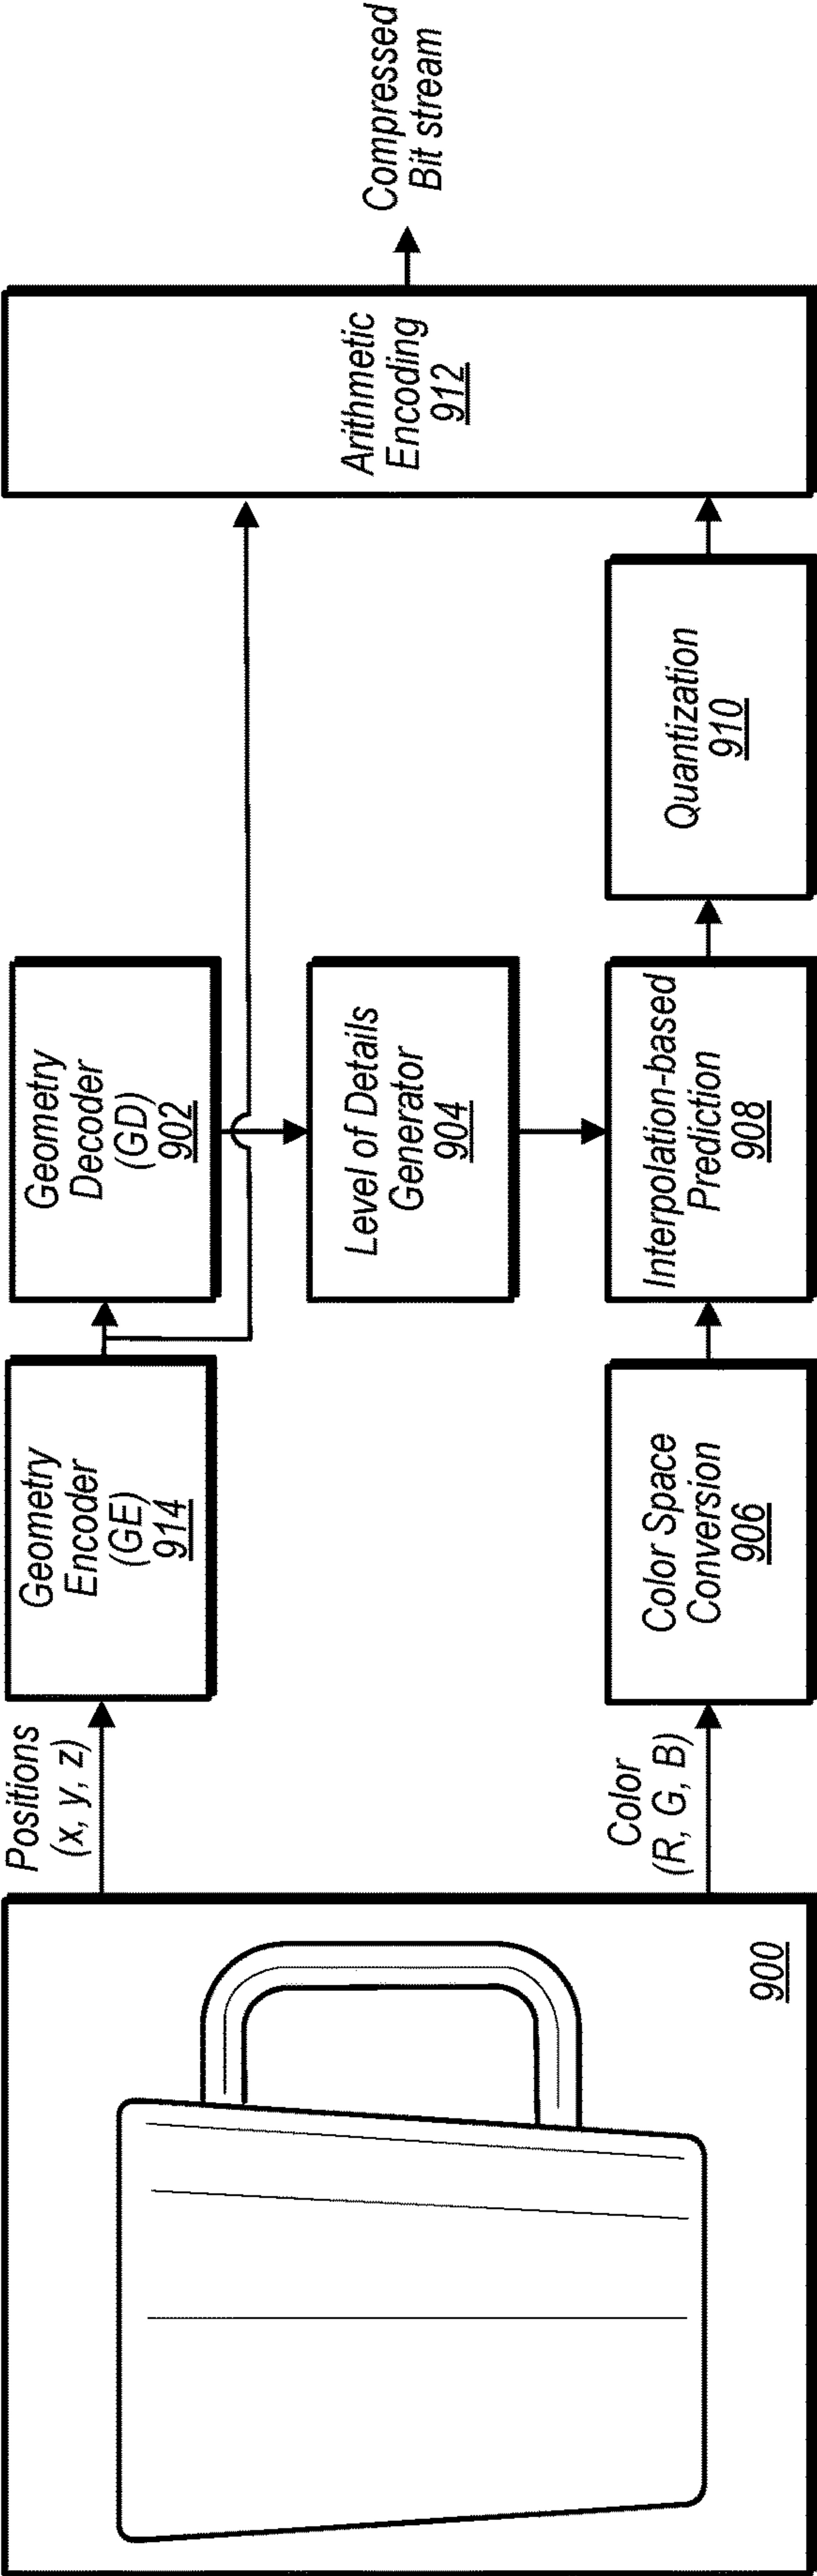 900
Positions
(x, y, z)
Color
(R, G, B)
Geometry
Encoder
(GE)
914
Color Space
Conversion
906
Geometry
Decoder
(GD)
902
Level of Details
Generator
904
Interpolation-based
Prediction
908
Quantization
910
Arithmetic
Encoding
912
Compressed
Bit stream